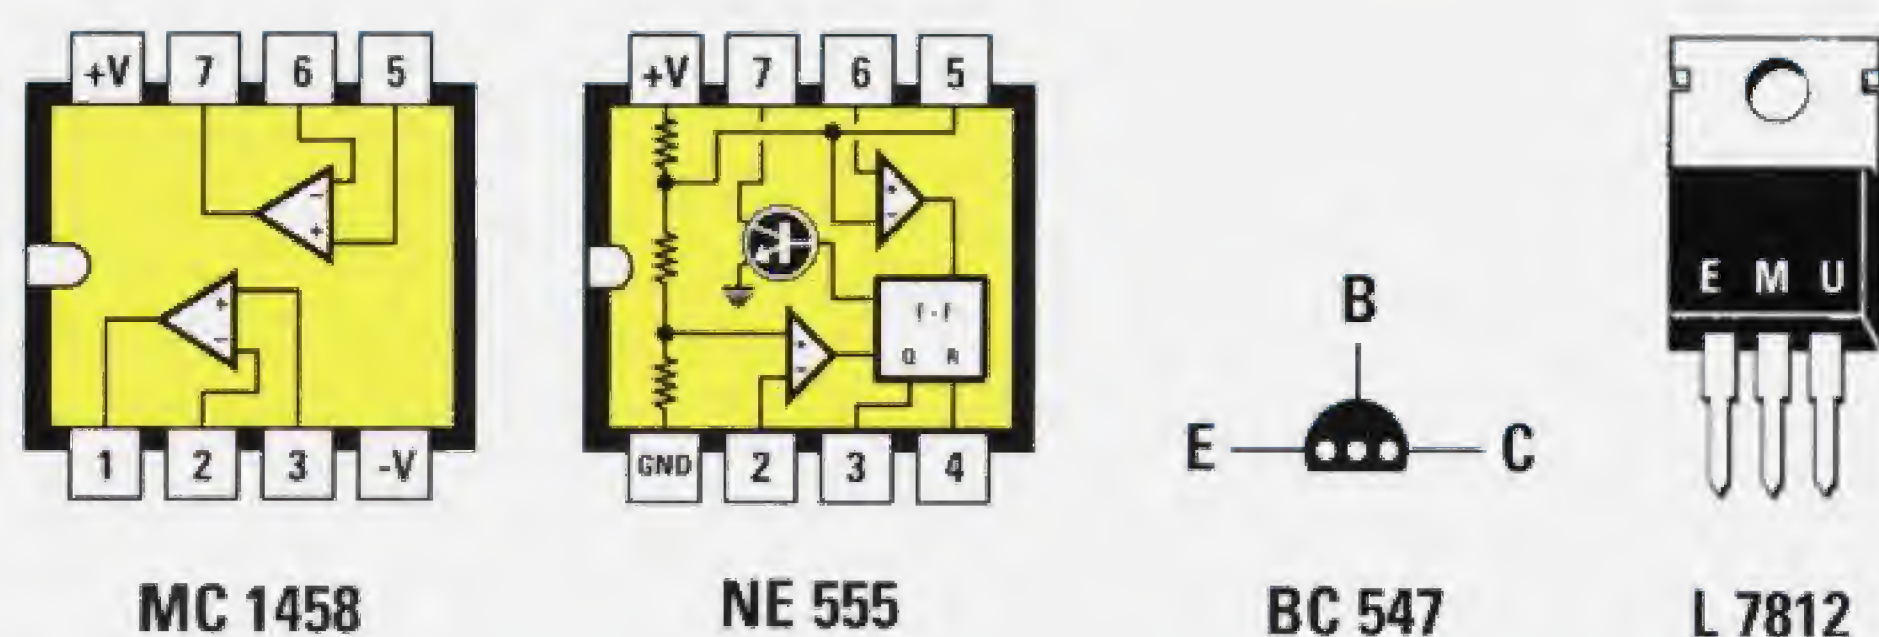 +V 7 6 5
- +
+ -
1 2 3 -V
MC 1458
+V 7 6 5
+ -
F - F
Q R
+ -
GND 2 3 4
NE 555
B
E C
BC 547
E M U
L 7812